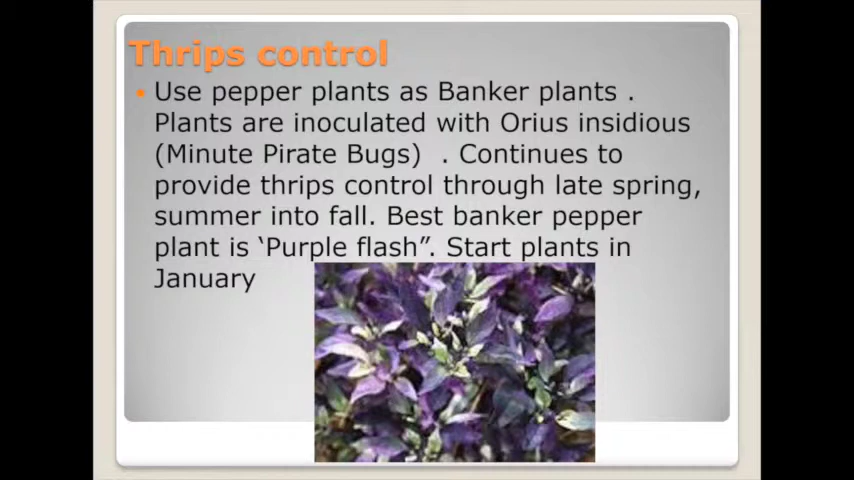 Thrips control
Use pepper plants as Banker plants .
Plants are inoculated with Orius insidious
(Minute Pirate Bugs)  . Continues to
provide thrips control through late spring,
summer into fall. Best banker pepper
plant is ‘Purple flash”. Start plants in
January